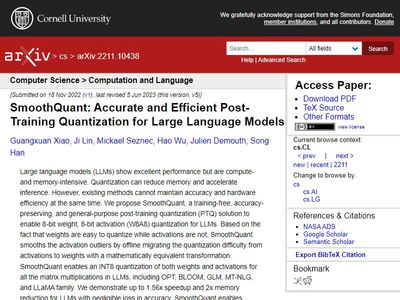 Cornell University
We gratefully acknowledge support from the Simons Foundation,
member institutions, and all contributors. Donate
arXiv > cs > arXiv:2211.10438
Search...
All fields
Search
Help | Advanced Search
Computer Science > Computation and Language
[Submitted on 18 Nov 2022 (v1), last revised 5 Jun 2023 (this version, v5)]
SmoothQuant: Accurate and Efficient Post-
Training Quantization for Large Language Models
Guangxuan Xiao, Ji Lin, Mickael Seznec, Hao Wu, Julien Demouth, Song
Han
Large language models (LLMs) show excellent performance but are compute-
and memory-intensive. Quantization can reduce memory and accelerate
inference. However, existing methods cannot maintain accuracy and hardware
efficiency at the same time. We propose SmoothQuant, a training-free, accuracy-
preserving, and general-purpose post-training quantization (PTQ) solution
to enable 8-bit weight, 8-bit activation (W8A8) quantization for LLMs. Based on
the fact that weights are easy to quantize while activations are not, SmoothQuant
smooths the activation outliers by offline migrating the quantization difficulty
from activations to weights with a mathematically equivalent transformation.
SmoothQuant enables an INT8 quantization of both weights and activations for
all the matrix multiplications in LLMs, including OPT, BLOOM, GLM, MT-NLG,
and LLaMA family. We demonstrate up to 1.56x speedup and 2x memory
reduction for LLMs with negligible loss in accuracy. SmoothQuant enables
Access Paper:
Download PDF
TeX Source
Other Formats
view license
Current browse context:
cs.CL
< prev | next >
new | recent | 2211
Change to browse by:
cs
cs.AI
cs.LG
References & Citations
NASA ADS
Google Scholar
Semantic Scholar
Export BibTeX Citation
Bookmark